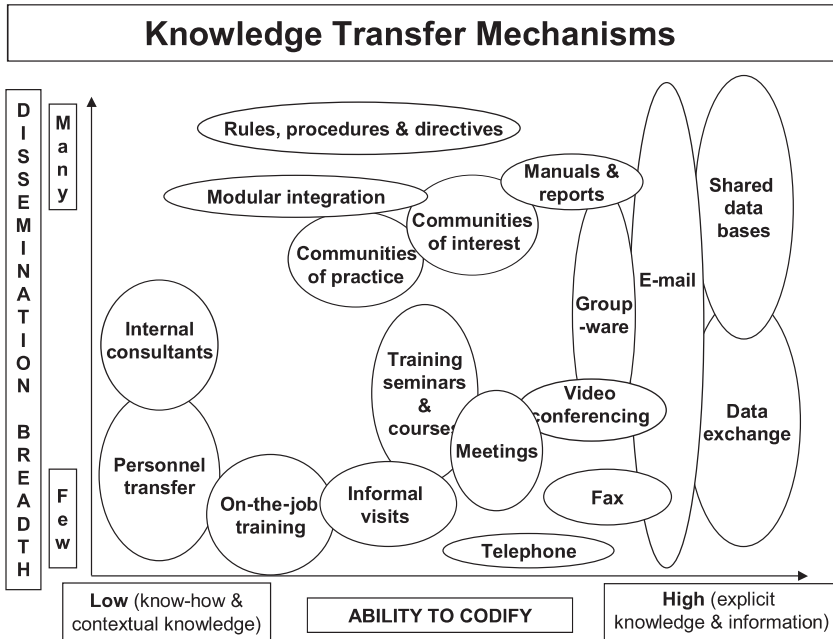 Knowledge Transfer Mechanisms
DISSEMINATION BREADTH
Many
Few
Rules, procedures & directives
Modular integration
Manuals &
reports
Communities
of interest
Communities
of practice
Shared
data
bases
E-mail
Group
-ware
Internal
consultants
Training
seminars
&
courses
Video
conferencing
Data
exchange
Meetings
Personnel
transfer
On-the-job
training
Informal
visits
Fax
Telephone
Low (know-how &
contextual knowledge)
ABILITY TO CODIFY
High (explicit
knowledge & information)